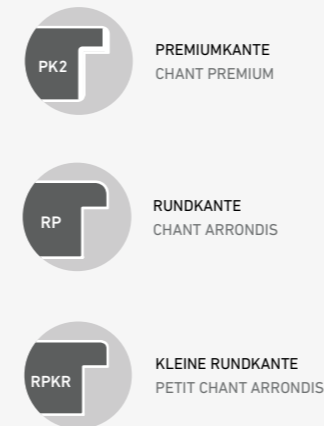 PK2
PREMIUMKANTE
CHANT PREMIUM
RP
RUNDKANTE
CHANT ARRONDIS
RPKR
KLEINE RUNDKANTE
PETIT CHANT ARRONDIS